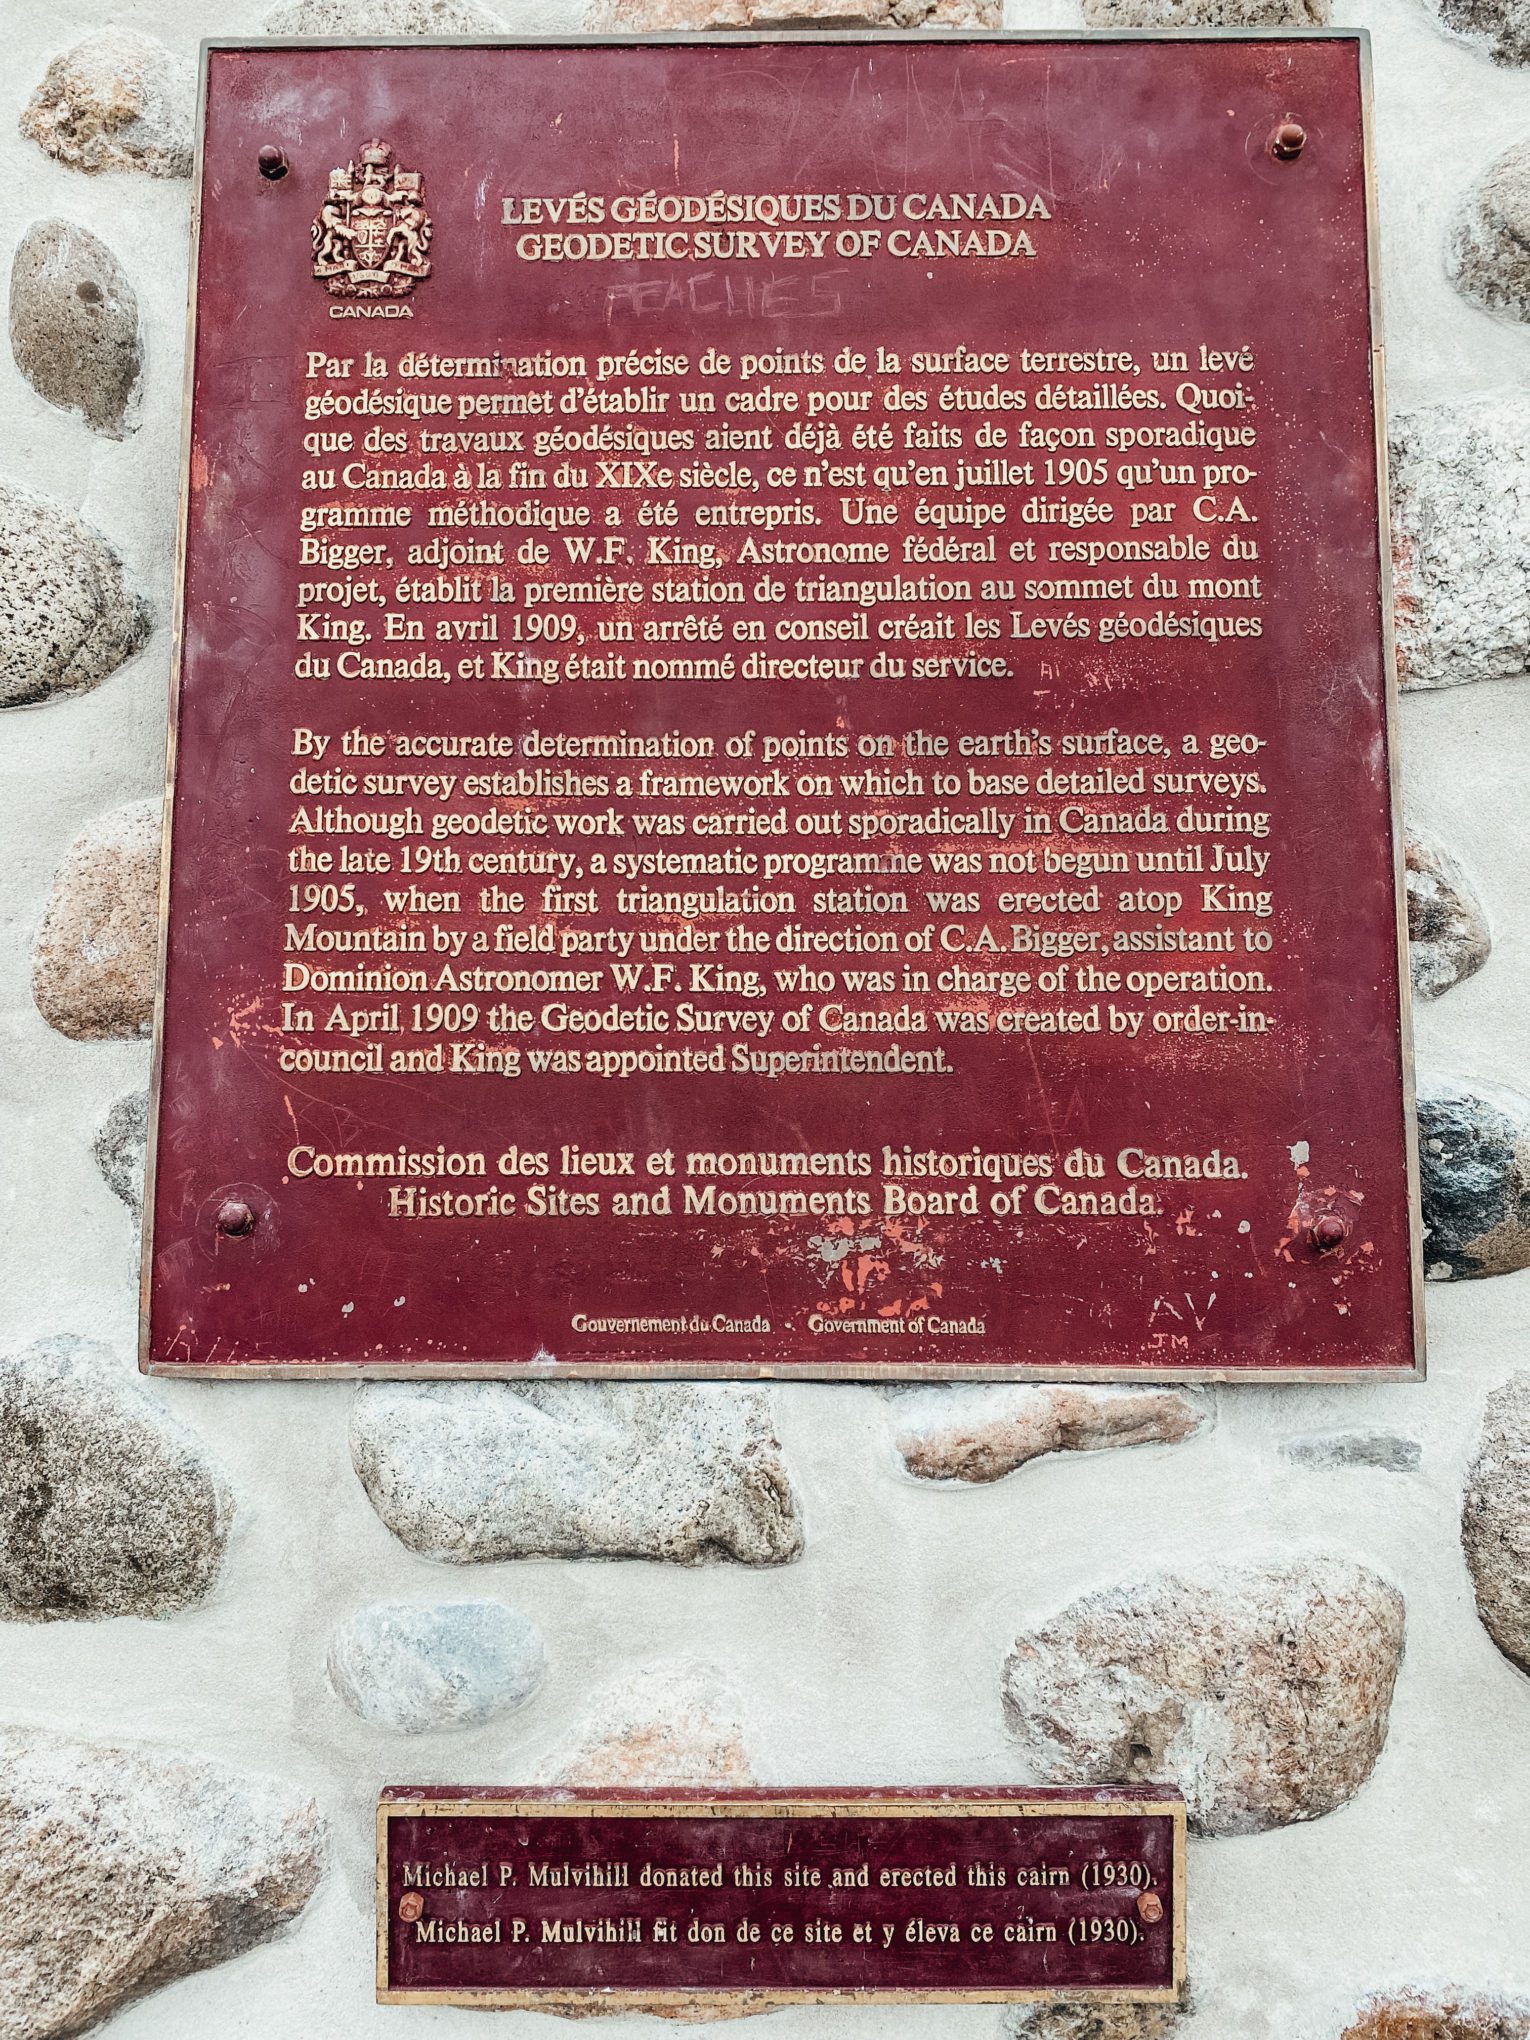 CANADA
LEVÉS GÉODÉSIQUES DU CANADA
GEODETIC SURVEY OF CANADA
PEACHES
Par la détermination précise de points de la surface terrestre, un levé
géodésique permet d'établir un cadre pour des études détaillées. Quoi-
que des travaux géodésiques aient déjà été faits de façon sporadique
au Canada à la fin du XIXe siècle, ce n'est qu'en juillet 1905 qu'un pro-
gramme méthodique a été entrepris. Une équipe dirigée par C.A.
Bigger, adjoint de W.F. King, Astronome fédéral et responsable du
projet, établit la première station de triangulation au sommet du mont
King. En avril 1909, un arrêté en conseil créait les Levés géodésiques
du Canada, et King était nommé directeur du service.
By the accurate determination of points on the earth's surface, a geo-
detic survey establishes a framework on which to base detailed surveys.
Although geodetic work was carried out sporadically in Canada during
the late 19th century, a systematic programme was not begun until July
1905, when the first triangulation station was erected atop King
Mountain by a field party under the direction of C.A. Bigger, assistant to
Dominion Astronomer W.F. King, who was in charge of the operation.
In April 1909 the Geodetic Survey of Canada was created by order-in-
council and King was appointed Superintendent.
Commission des lieux et monuments historiques du Canada.
Historic Sites and Monuments Board of Canada.
Gouvernement du Canada · Government of Canada
AV
JM
Michael P. Mulvihill donated this site and erected this cairn (1930).
Michael P. Mulvihill fit don de ce site et y éleva ce cairn (1930).